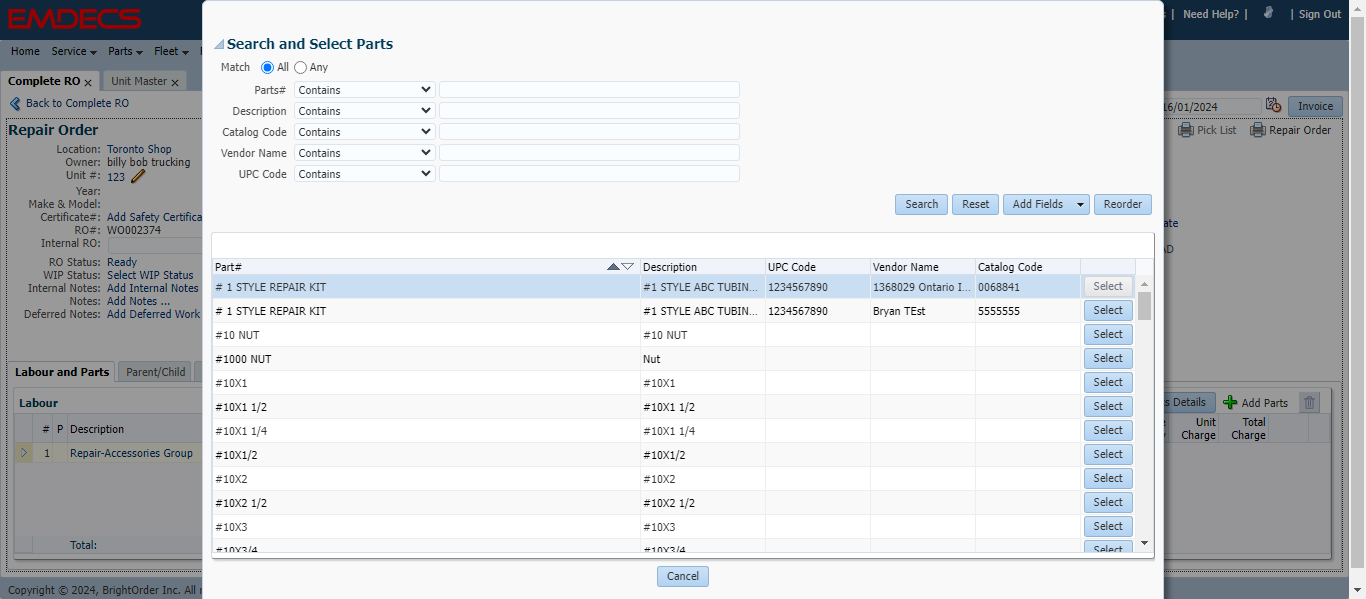 EMDECS
Need Help? |
| Sign Out
Home Service Parts Fleet
Complete RO x
Unit Master x
Back to Complete RO
16/01/2024
Invoice
Pick List
Repair Order
Repair Order
Location: Toronto Shop
Owner: billy bob trucking
Unit #: 123
Year:
Make & Model:
Certificate#: Add Safety Certifica
RO#: WO002374
Internal RO:
RO Status: Ready
WIP Status: Select WIP Status
Internal Notes: Add Internal Notes
Notes: Add Notes ...
Deferred Notes: Add Deferred Work
Labour and Parts
Parent/Child
Labour
# P Description
1 Repair-Accessories Group
Total:
Copyright © 2024, BrightOrder Inc. All
Search and Select Parts
Match All Any
Parts# Contains
Description Contains
Catalog Code Contains
Vendor Name Contains
UPC Code Contains
Search
Reset
Add Fields
Reorder
Part# Description UPC Code Vendor Name Catalog Code
# 1 STYLE REPAIR KIT #1 STYLE ABC TUBIN... 1234567890 1368029 Ontario I... 0068841 Select
# 1 STYLE REPAIR KIT #1 STYLE ABC TUBIN... 1234567890 Bryan TEst 5555555 Select
#10 NUT #10 NUT Select
#1000 NUT Nut Select
#10X1 #10X1 Select
#10X1 1/2 #10X1 1/2 Select
#10X1 1/4 #10X1 1/4 Select
#10X1/2 #10X1/2 Select
#10X2 #10X2 Select
#10X2 1/2 #10X2 1/2 Select
#10X3 #10X3 Select
#10X3/4 #10X3/4 Select
Cancel
ate
AD
s Details
Add Parts
Unit Charge
Total Charge